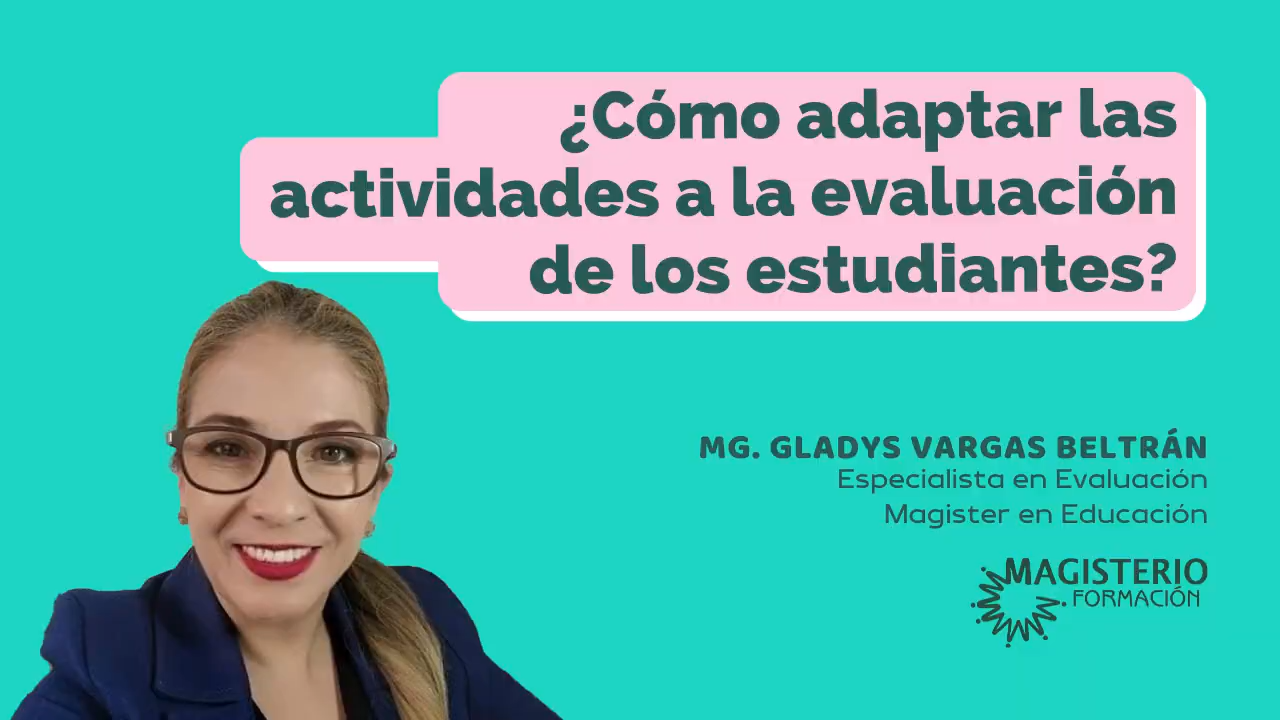 ¿Cómo adaptar las
actividades a la evaluación
de los estudiantes?
MG. GLADYS VARGAS BELTRÁN
Especialista en Evaluación
Magister en Educación
MAGISTERIO
FORMACIÓN